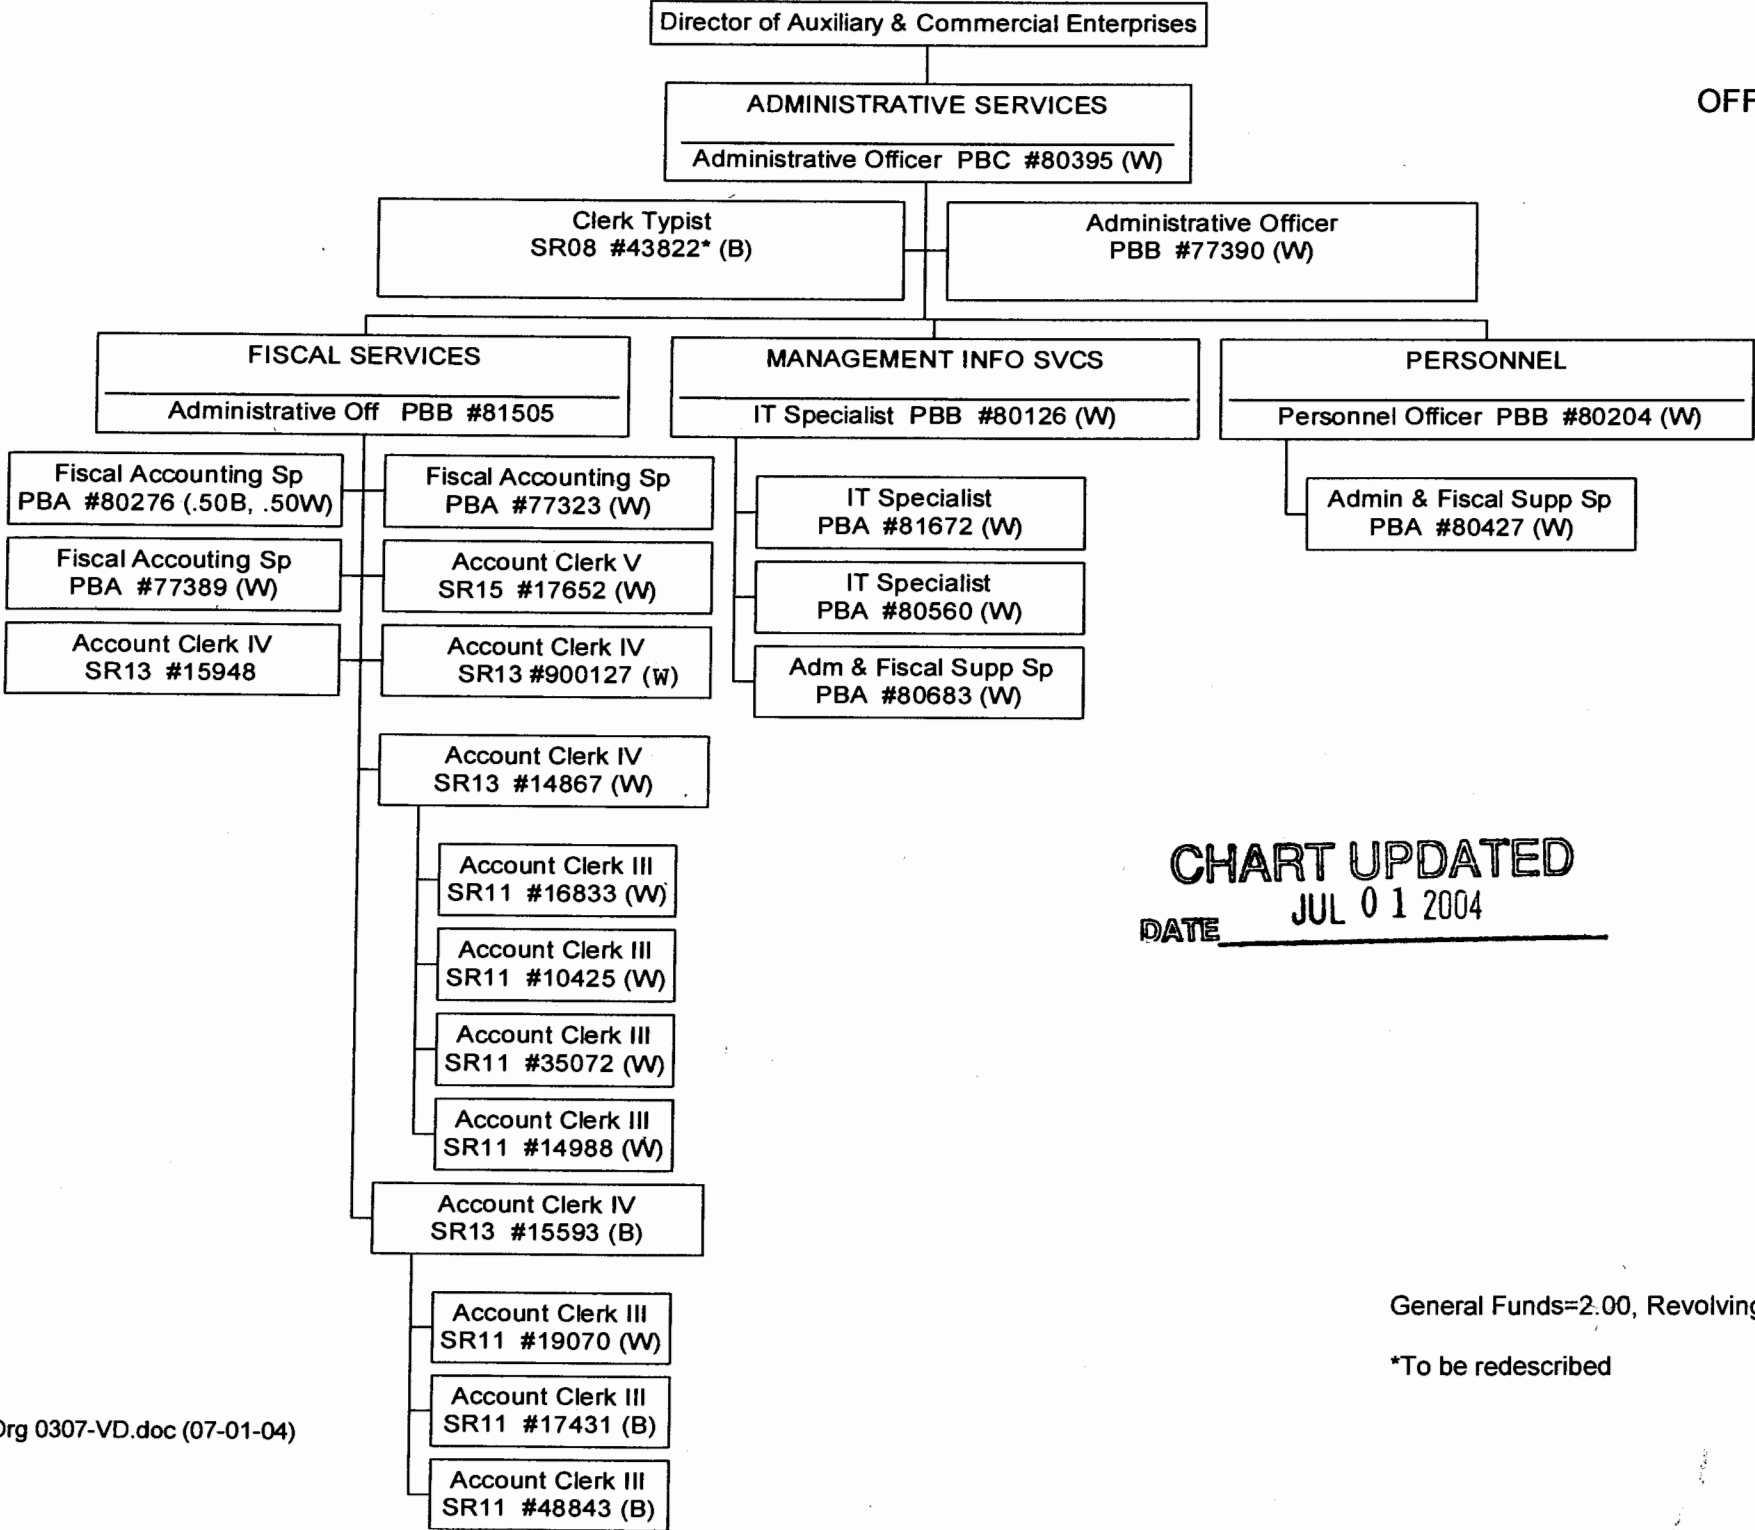 Director of Auxiliary & Commercial Enterprises
ADMINISTRATIVE SERVICES
Administrative Officer PBC #80395 (W)
Clerk Typist
SR08 #43822* (B)
Administrative Officer
PBB #77390 (W)
FISCAL SERVICES
Administrative Off PBB #81505
MANAGEMENT INFO SVCS
IT Specialist PBB #80126 (W)
PERSONNEL
Personnel Officer PBB #80204 (W)
Fiscal Accounting Sp
PBA #80276 (.50B, .50W)
Fiscal Accounting Sp
PBA #77323 (W)
Fiscal Accouting Sp
PBA #77389 (W)
Account Clerk V
SR15 #17652 (W)
Account Clerk IV
SR13 #15948
Account Clerk IV
SR13 #900127 (W)
Account Clerk IV
SR13 #14867 (W)
Account Clerk III
SR11 #16833 (W)
Account Clerk III
SR11 #10425 (W)
Account Clerk III
SR11 #35072 (W)
Account Clerk III
SR11 #14988 (W)
Account Clerk IV
SR13 #15593 (B)
Account Clerk III
SR11 #19070 (W)
Account Clerk III
SR11 #17431 (B)
Account Clerk III
SR11 #48843 (B)
IT Specialist
PBA #81672 (W)
IT Specialist
PBA #80560 (W)
Adm & Fiscal Supp Sp
PBA #80683 (W)
Admin & Fiscal Supp Sp
PBA #80427 (W)
OFF
CHART UPDATED
DATE JUL 01 2004
General Funds=2.00, Revolving
*To be redescribed
Org 0307-VD.doc (07-01-04)